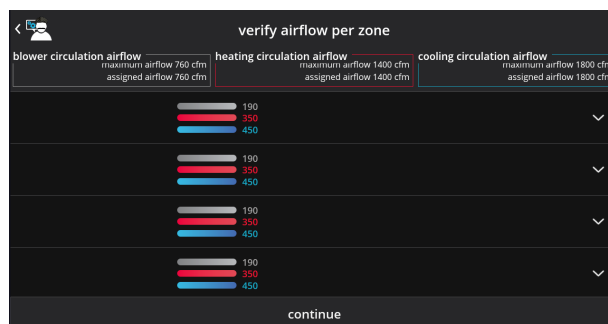 verify airflow per zone
blower circulation airflow
maximum airflow 760 cfm
assigned airflow 760 cfm
heating circulation airflow
maximum airflow 1400 cfm
assigned airflow 1400 cfm
cooling circulation airflow
maximum airflow 1800 cfm
assigned airflow 1800 cfm
190
350
450
190
350
450
190
350
450
190
350
450
continue